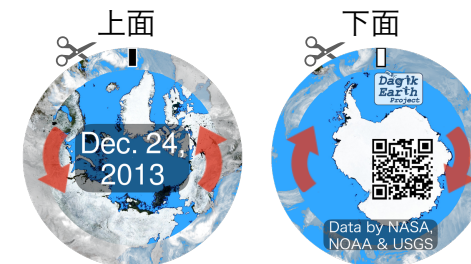 上面
下面
Dec. 24,
2013
Dagik
Earth
Project
Data by NASA,
NOAA & USGS